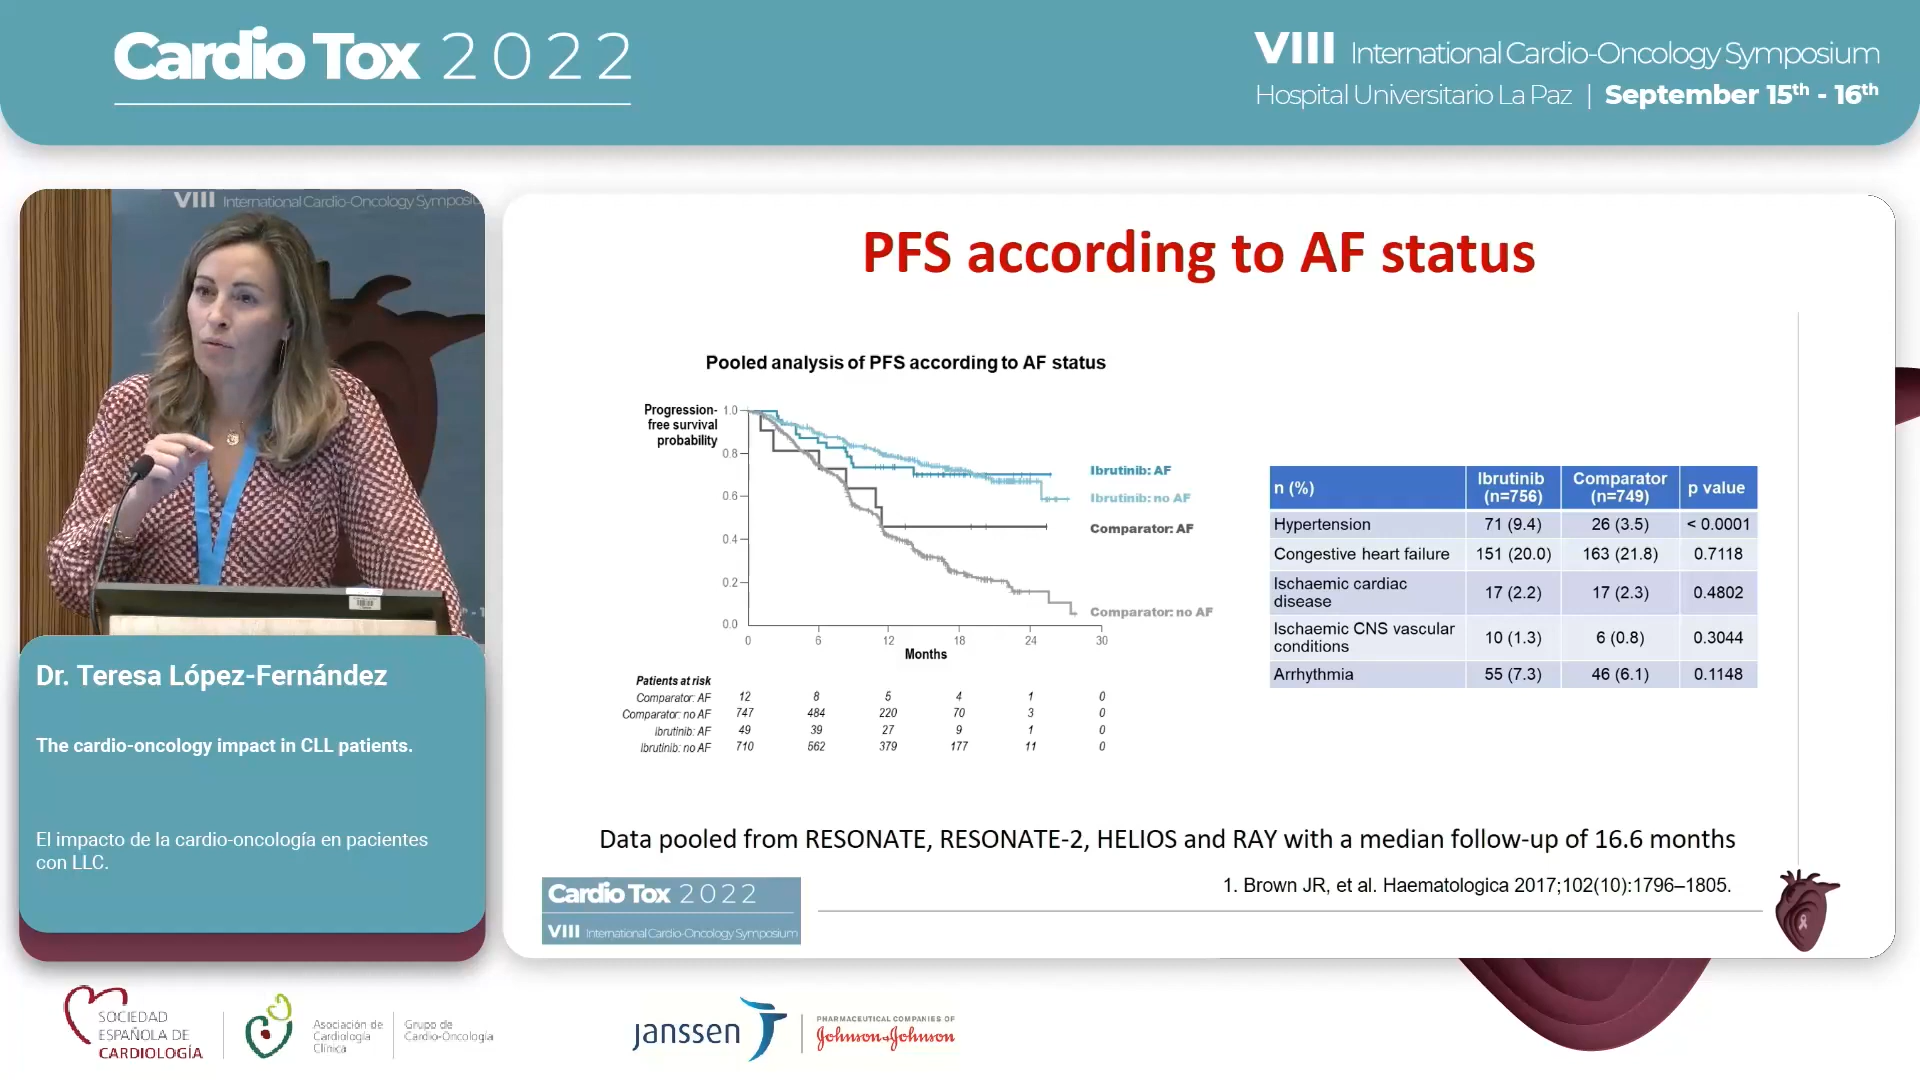 Cardio Tox 2022
VIII International Cardio-Oncology Symposium
Hospital Universitario La Paz | September 15th - 16th
VIII International Cardio-Oncology Symposiu
Dr. Teresa López-Fernández
The cardio-oncology impact in CLL patients.
El impacto de la cardio-oncología en pacientes
con LLC.
PFS according to AF status
Pooled analysis of PFS according to AF status
Progression-
free survival
probability
1.0
0.8
0.6
0.4
0.2
0.0
0 6 12 18 24 30
Months
Ibrutinib: AF
Ibrutinib: no AF
Comparator: AF
Comparator: no AF
Patients at risk
Comparator: AF 12 8 5 4 1 0
Comparator: no AF 747 484 220 70 3 0
Ibrutinib: AF 49 39 27 9 1 0
Ibrutinib: no AF 710 562 379 177 11 0
n (%) Ibrutinib (n=756) Comparator (n=749) p value
Hypertension 71 (9.4) 26 (3.5) < 0.0001
Congestive heart failure 151 (20.0) 163 (21.8) 0.7118
Ischaemic cardiac
disease 17 (2.2) 17 (2.3) 0.4802
Ischaemic CNS vascular
conditions 10 (1.3) 6 (0.8) 0.3044
Arrhythmia 55 (7.3) 46 (6.1) 0.1148
Data pooled from RESONATE, RESONATE-2, HELIOS and RAY with a median follow-up of 16.6 months
1. Brown JR, et al. Haematologica 2017;102(10):1796–1805.
Cardio Tox 2022
VIII International Cardio-Oncology Symposium
SOCIEDAD
ESPAÑOLA DE
CARDIOLOGÍA
Asociación de
Cardiología
Clínica
Grupo de
Cardio-Oncología
janssen
PHARMACEUTICAL COMPANIES OF
Johnson & Johnson